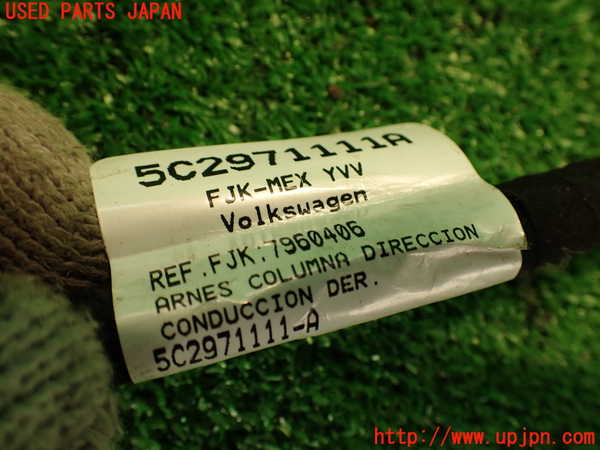 USED PARTS JAPAN
5C2971111A
FJK-MEX YVV
Volkswagen
REF.FJK:7960406
ARNES COLUMNA DIRECCION
CONDUCCION DER.
5C2971111-A
http://www.upjpn.com/